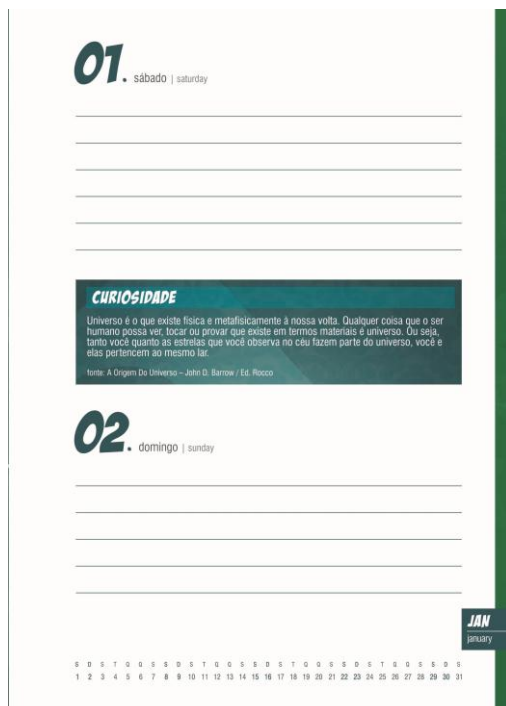 01. sábado | saturday
CURIOSIDADE
Universo é o que existe física e metafisicamente à nossa volta. Qualquer coisa que o ser
humano possa ver, tocar ou provar que existe em termos materiais é universo. Ou seja,
tanto você quanto as estrelas que você observa no céu fazem parte do universo, você e
elas pertencem ao mesmo lar.
fonte: A Origem Do Universo – John D. Barrow / Ed. Rocco
02. domingo | sunday
JAN
january
S D S T Q Q S S D S T Q Q S S D S T Q Q S S D S T Q Q S S D S
1 2 3 4 5 6 7 8 9 10 11 12 13 14 15 16 17 18 19 20 21 22 23 24 25 26 27 28 29 30 31